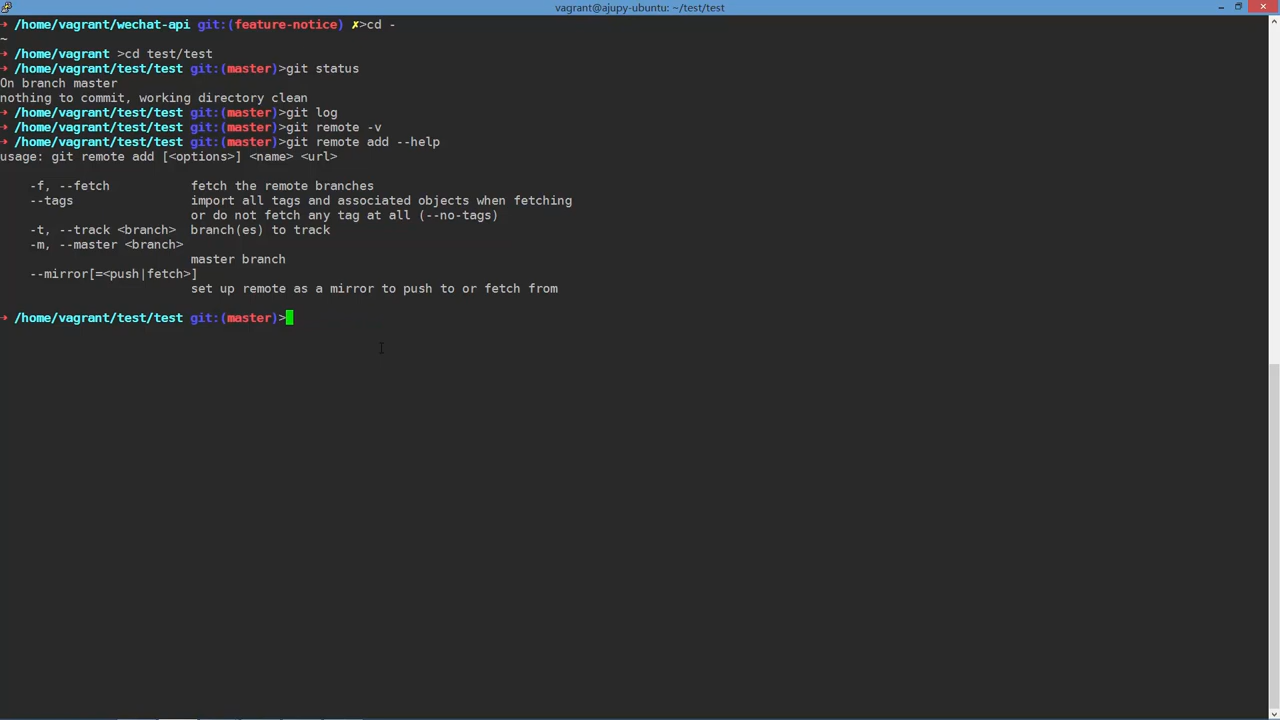 vagrant@ajupy-ubuntu: ~/test/test
➜ /home/vagrant/wechat-api git:(feature-notice) ✗>cd -
~
➜ /home/vagrant >cd test/test
➜ /home/vagrant/test/test git:(master)>git status
On branch master
nothing to commit, working directory clean
➜ /home/vagrant/test/test git:(master)>git log
➜ /home/vagrant/test/test git:(master)>git remote -v
➜ /home/vagrant/test/test git:(master)>git remote add --help
usage: git remote add [<options>] <name> <url>
-f, --fetch fetch the remote branches
--tags import all tags and associated objects when fetching
or do not fetch any tag at all (--no-tags)
-t, --track <branch> branch(es) to track
-m, --master <branch>
master branch
--mirror[=<push|fetch>]
set up remote as a mirror to push to or fetch from
➜ /home/vagrant/test/test git:(master)>